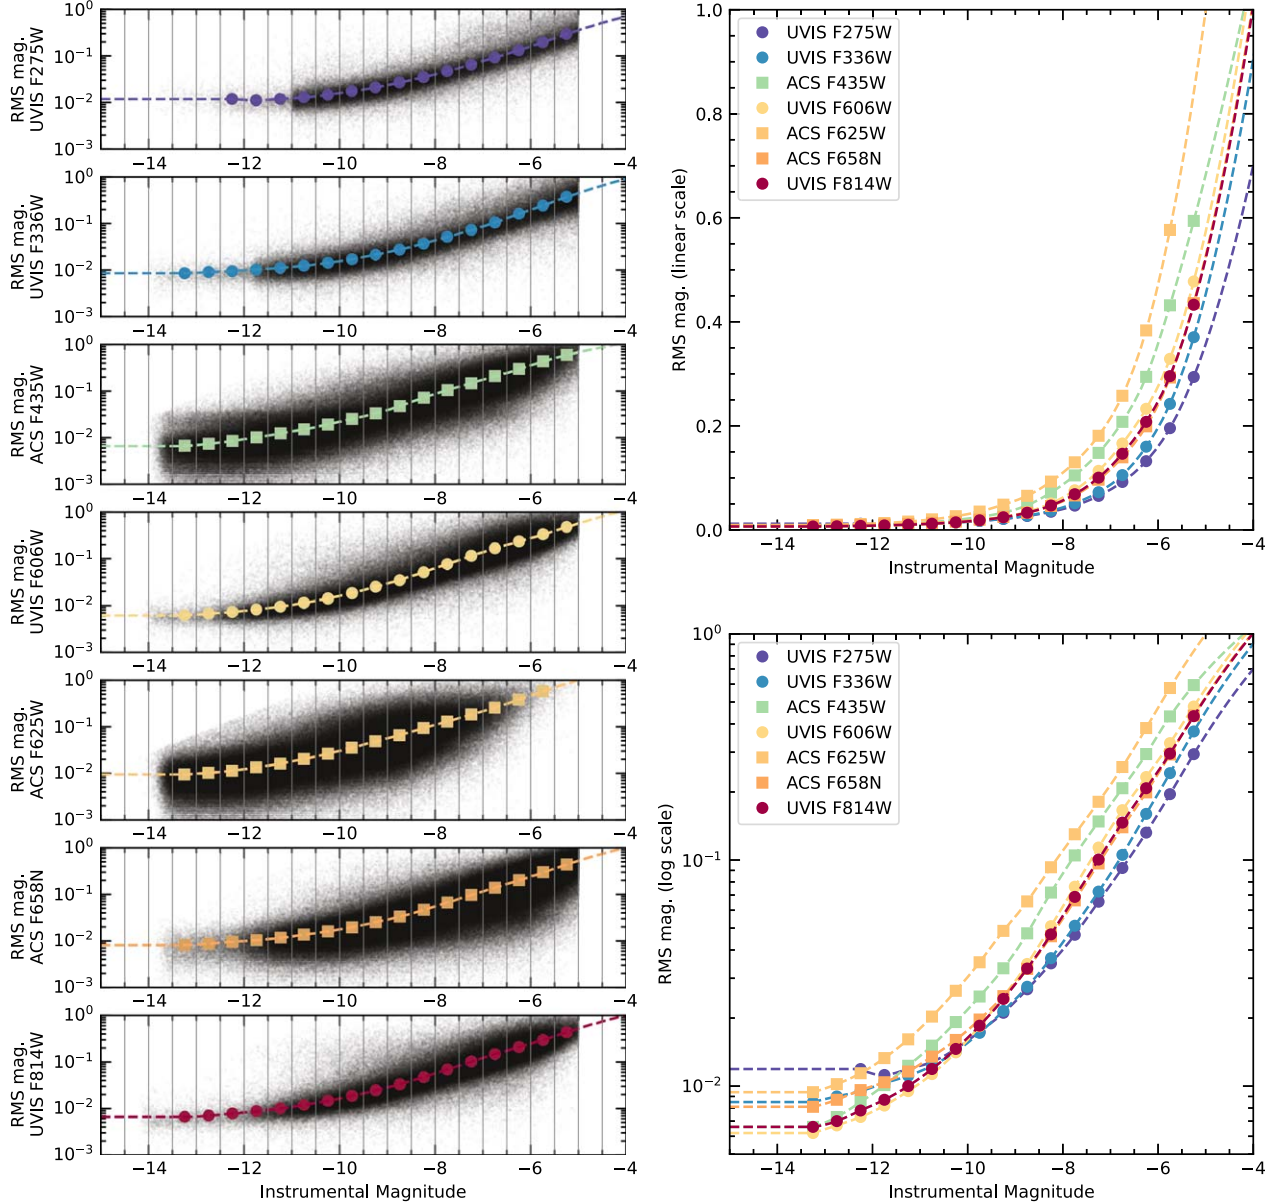 RMS mag.
UVIS F275W
10⁰
10⁻¹
10⁻²
10⁻³
−14 −12 −10 −8 −6 −4
RMS mag.
UVIS F336W
10⁰
10⁻¹
10⁻²
10⁻³
−14 −12 −10 −8 −6 −4
RMS mag.
ACS F435W
10⁰
10⁻¹
10⁻²
10⁻³
−14 −12 −10 −8 −6 −4
RMS mag.
UVIS F606W
10⁰
10⁻¹
10⁻²
10⁻³
−14 −12 −10 −8 −6 −4
RMS mag.
ACS F625W
10⁰
10⁻¹
10⁻²
10⁻³
−14 −12 −10 −8 −6 −4
RMS mag.
ACS F658N
10⁰
10⁻¹
10⁻²
10⁻³
−14 −12 −10 −8 −6 −4
RMS mag.
UVIS F814W
10⁰
10⁻¹
10⁻²
10⁻³
−14 −12 −10 −8 −6 −4
Instrumental Magnitude
RMS mag. (linear scale)
1.0
0.8
0.6
0.4
0.2
0.0
UVIS F275W
UVIS F336W
ACS F435W
UVIS F606W
ACS F625W
ACS F658N
UVIS F814W
−14 −12 −10 −8 −6 −4
Instrumental Magnitude
RMS mag. (log scale)
10⁰
10⁻¹
10⁻²
UVIS F275W
UVIS F336W
ACS F435W
UVIS F606W
ACS F625W
ACS F658N
UVIS F814W
−14 −12 −10 −8 −6 −4
Instrumental Magnitude